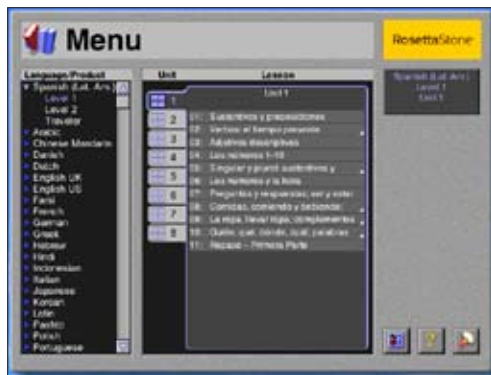 Menu
RosettaStone
Language/Product
Spanish (Lat. Am.)
Level 1
Level 2
Traveler
Arabic
Chinese Mandarin
Danish
Dutch
English UK
English US
Farsi
French
German
Greek
Hebrew
Hindi
Indonesian
Italian
Japanese
Korean
Latin
Pashto
Polish
Portuguese
Unit
1
2
3
4
5
6
7
8
Lesson
Unit 1
01: Sustantivos y preposiciones
02: Verbos: el tiempo presente
03: Adjetivos descriptivos
04: Los números 1-10
05: Singular y plural: sustantivos y
06: Los números y la hora
07: Preguntas y respuestas; ser y estar
08: Comidas, comiendo y bebiendo;
09: La ropa, llevar ropa, complementos
10: Quién, qué, dónde, cuál; palabras
11: Repaso - Primera Parte
Spanish (Lat. Am.)
Level 1
Unit 1